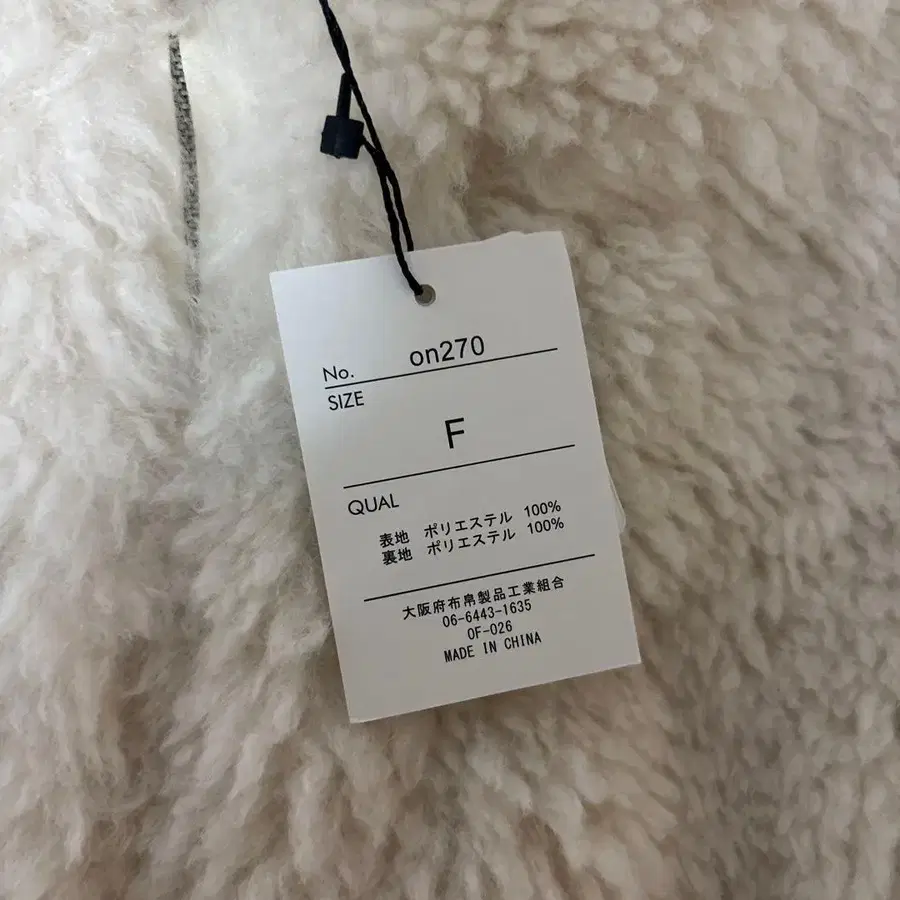 No. on270
SIZE
F
QUAL
表地 ポリエステル 100%
裏地 ポリエステル 100%
大阪府布帛製品工業組合
06-6443-1635
OF-026
MADE IN CHINA